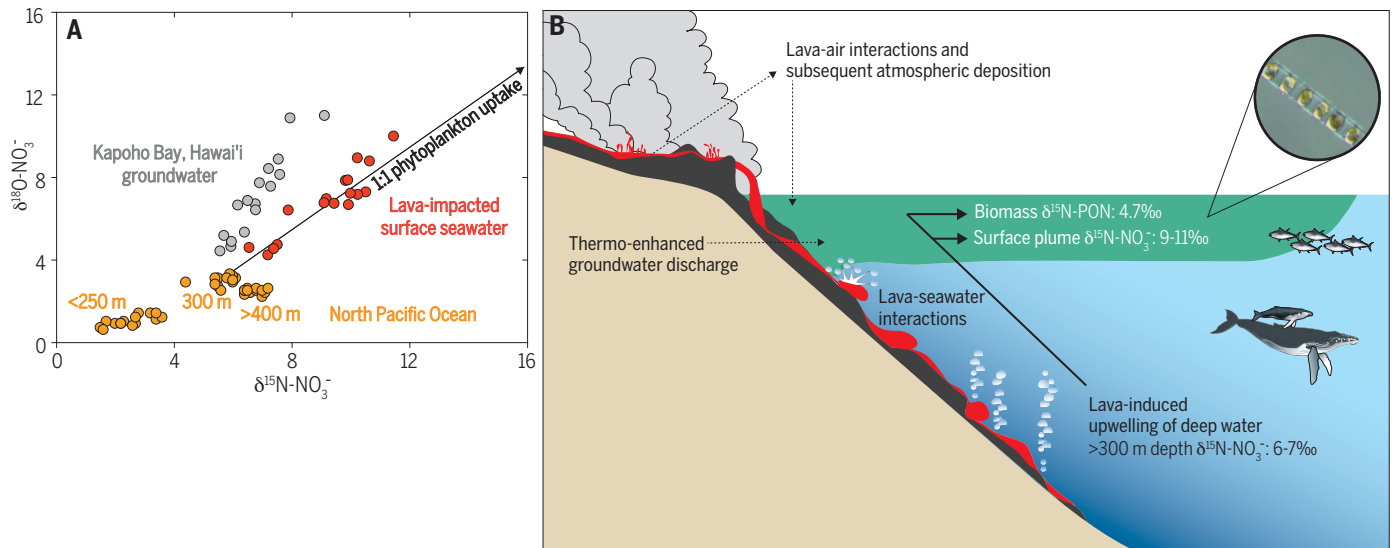 A
16
12
8
4
0
δ¹⁸O-NO₃⁻
0
4
8
12
16
δ¹⁵N-NO₃⁻
Kapoho Bay, Hawai'i
groundwater
1:1 phytoplankton uptake
Lava-impacted
surface seawater
<250 m
300 m
>400 m
North Pacific Ocean
B
Lava-air interactions and
subsequent atmospheric deposition
Biomass δ¹⁵N-PON: 4.7‰
Surface plume δ¹⁵N-NO₃⁻: 9-11‰
Thermo-enhanced
groundwater discharge
Lava-seawater
interactions
Lava-induced
upwelling of deep water
>300 m depth δ¹⁵N-NO₃⁻: 6-7‰